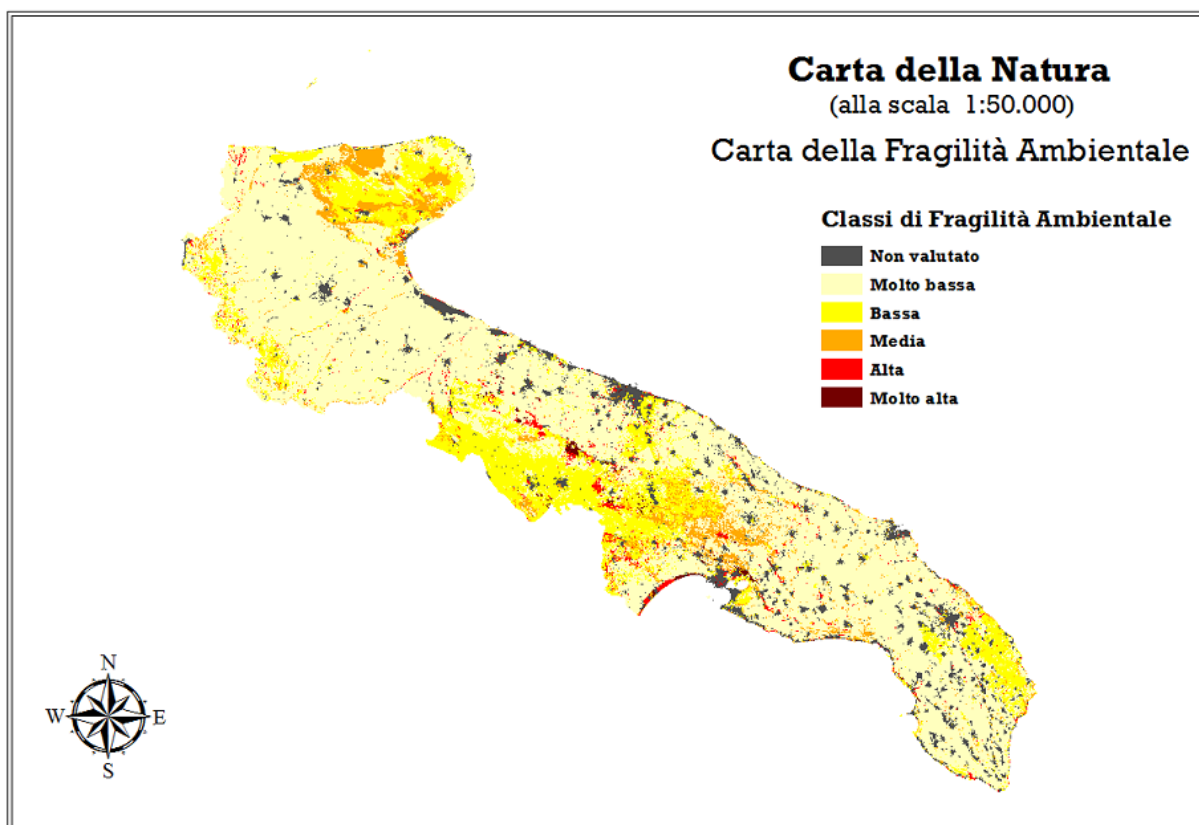 Carta della Natura
(alla scala 1:50.000)
Carta della Fragilità Ambientale
Classi di Fragilità Ambientale
Non valutato
Molto bassa
Bassa
Media
Alta
Molto alta
N
W E
S